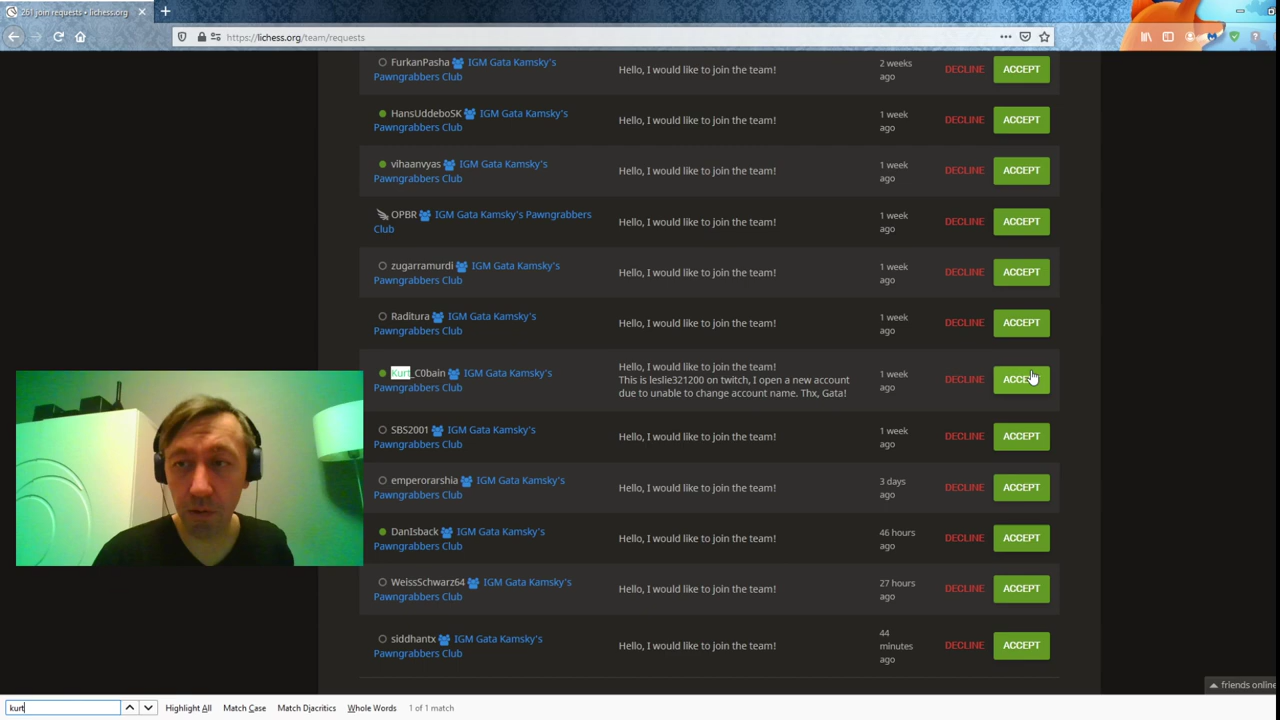 261 join requests • lichess.org
https://lichess.org/team/requests
FurkanPasha IGM Gata Kamsky's
Pawngrabbers Club
Hello, I would like to join the team!
2 weeks
ago
DECLINE
ACCEPT
HansUddeboSK IGM Gata Kamsky's
Pawngrabbers Club
Hello, I would like to join the team!
1 week
ago
DECLINE
ACCEPT
vihaanvyas IGM Gata Kamsky's
Pawngrabbers Club
Hello, I would like to join the team!
1 week
ago
DECLINE
ACCEPT
OPBR IGM Gata Kamsky's Pawngrabbers
Club
Hello, I would like to join the team!
1 week
ago
DECLINE
ACCEPT
zugarramurdi IGM Gata Kamsky's
Pawngrabbers Club
Hello, I would like to join the team!
1 week
ago
DECLINE
ACCEPT
Raditura IGM Gata Kamsky's
Pawngrabbers Club
Hello, I would like to join the team!
1 week
ago
DECLINE
ACCEPT
Kurt_C0bain IGM Gata Kamsky's
Pawngrabbers Club
Hello, I would like to join the team!
This is leslie321200 on twitch, I open a new account
due to unable to change account name. Thx, Gata!
1 week
ago
DECLINE
ACCEPT
SBS2001 IGM Gata Kamsky's
Pawngrabbers Club
Hello, I would like to join the team!
1 week
ago
DECLINE
ACCEPT
emperorarshia IGM Gata Kamsky's
Pawngrabbers Club
Hello, I would like to join the team!
3 days
ago
DECLINE
ACCEPT
DanIsback IGM Gata Kamsky's
Pawngrabbers Club
Hello, I would like to join the team!
46 hours
ago
DECLINE
ACCEPT
WeissSchwarz64 IGM Gata Kamsky's
Pawngrabbers Club
Hello, I would like to join the team!
27 hours
ago
DECLINE
ACCEPT
siddhantx IGM Gata Kamsky's
Pawngrabbers Club
Hello, I would like to join the team!
44
minutes
ago
DECLINE
ACCEPT
friends online
kurt
Highlight All
Match Case
Match Diacritics
Whole Words
1 of 1 match